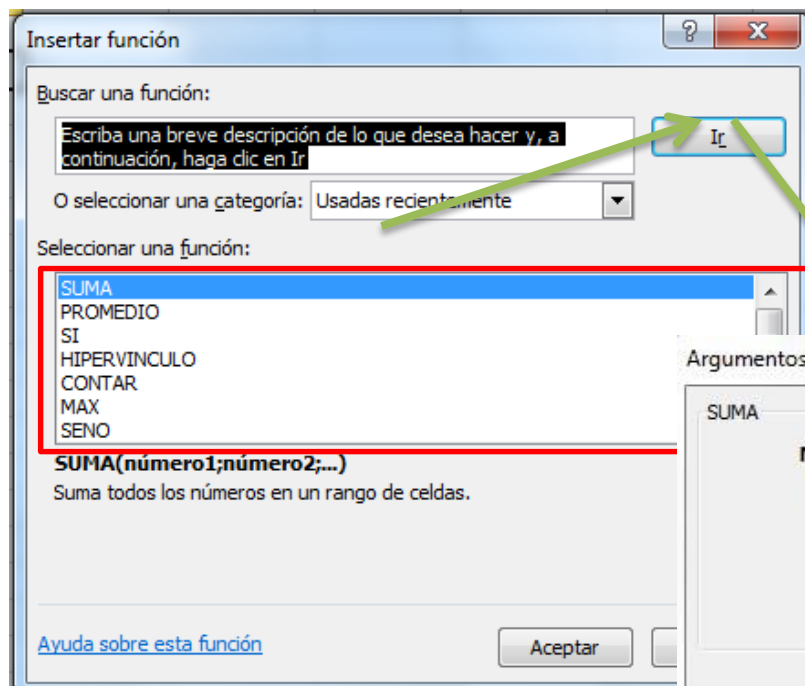 Insertar función
?
x
Buscar una función:
Escriba una breve descripción de lo que desea hacer y, a
continuación, haga clic en Ir
Ir
O seleccionar una categoría: Usadas recientemente
Seleccionar una función:
SUMA
PROMEDIO
SI
HIPERVINCULO
CONTAR
MAX
SENO
SUMA(número1;número2;...)
Suma todos los números en un rango de celdas.
Ayuda sobre esta función
Aceptar
Argumentos
SUMA